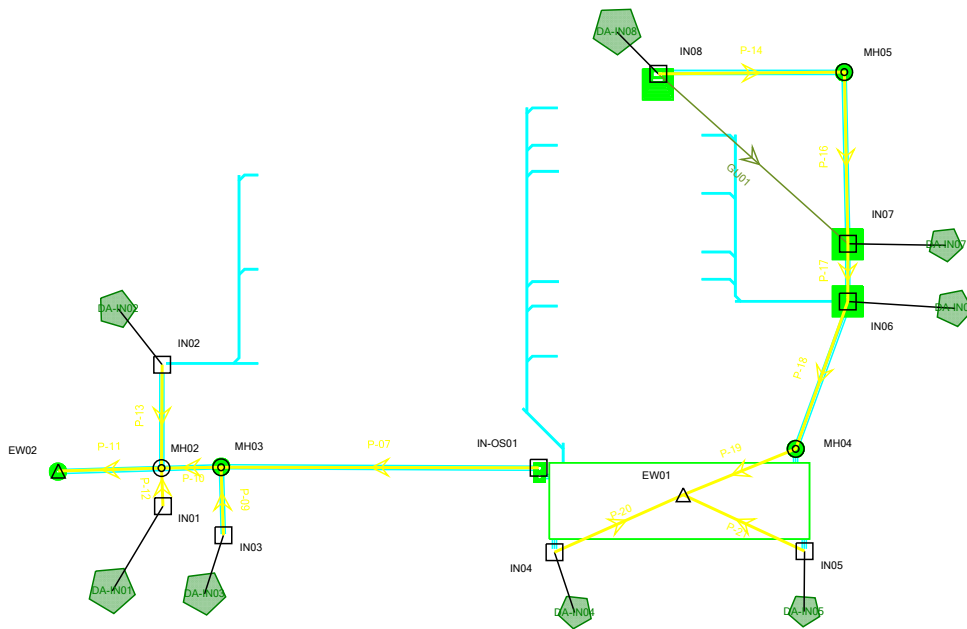 DA-IN08
IN08
P-14
MH05
P-16
GU01
IN07
DA-IN07
P-17
DA-IN0
IN06
DA-IN02
IN02
P-18
P-13
EW02
P-11
MH02
MH03
P-07
IN-OS01
MH04
P-19
EW01
P-12
P-09
IN01
IN03
P-20
IN04
IN05
DA-IN01
DA-IN03
DA-IN04
DA-IN05